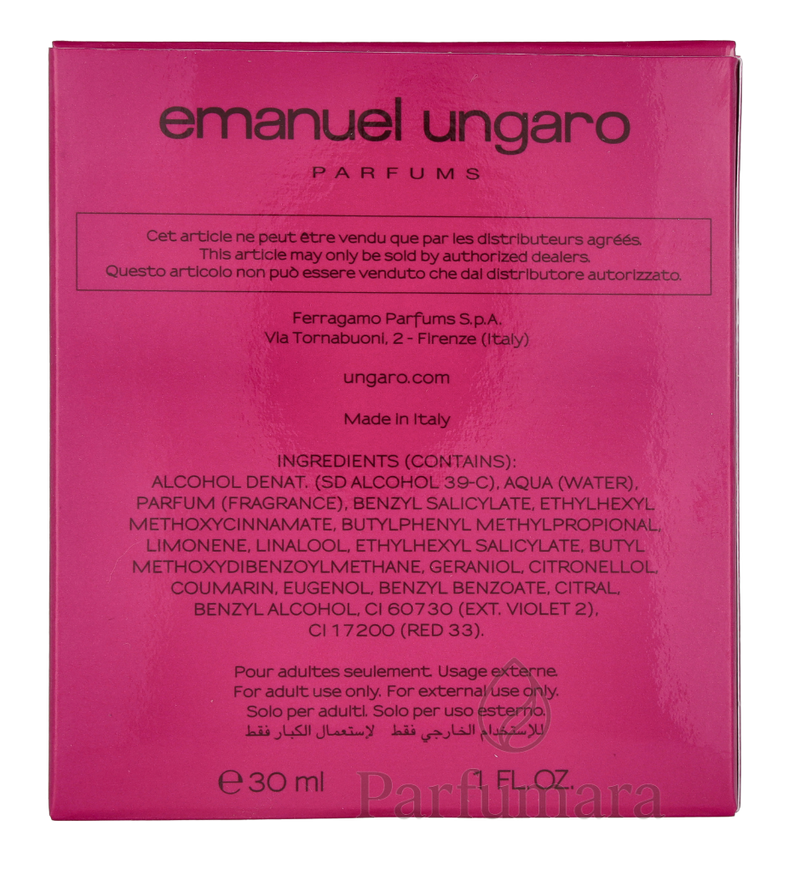 emanuel ungaro
PARFUMS
Cet article ne peut être vendu que par les distributeurs agréés.
This article may only be sold by authorized dealers.
Questo articolo non può essere venduto che dal distributore autorizzato.
Ferragamo Parfums S.p.A.
Via Tornabuoni, 2 - Firenze (Italy)
ungaro.com
Made in Italy
INGREDIENTS (CONTAINS):
ALCOHOL DENAT. (SD ALCOHOL 39-C), AQUA (WATER),
PARFUM (FRAGRANCE), BENZYL SALICYLATE, ETHYLHEXYL
METHOXYCINNAMATE, BUTYLPHENYL METHYLPROPIONAL,
LIMONENE, LINALOOL, ETHYLHEXYL SALICYLATE, BUTYL
METHOXYDIBENZOYLMETHANE, GERANIOL, CITRONELLOL,
COUMARIN, EUGENOL, BENZYL BENZOATE, CITRAL,
BENZYL ALCOHOL, CI 60730 (EXT. VIOLET 2),
CI 17200 (RED 33).
Pour adultes seulement. Usage externe.
For adult use only. For external use only.
Solo per adulti. Solo per uso esterno.
للإستخدام الخارجي فقط لإستعمال الكبار فقط
℮ 30 ml 1 FL.OZ.
Parfumara